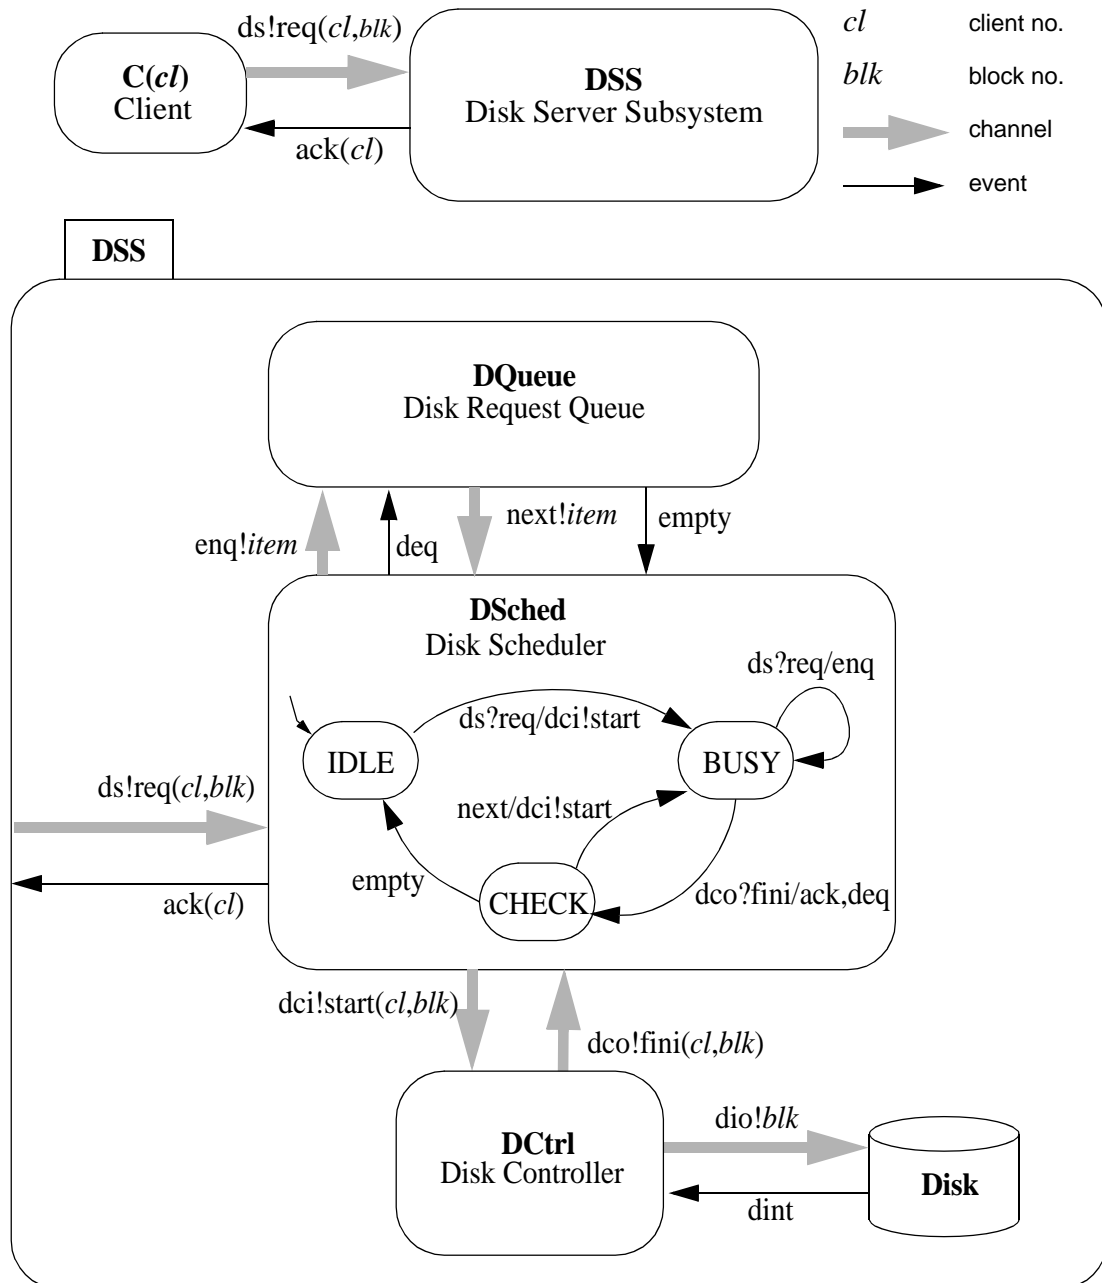 ds!req(cl,blk)
C(cl)
Client
ack(cl)
DSS
Disk Server Subsystem
cl client no.
blk block no.
channel
event
DSS
DQueue
Disk Request Queue
enq!item
deq
next!item
empty
DSched
Disk Scheduler
ds?req/enq
ds?req/dci!start
IDLE
BUSY
next/dci!start
empty
CHECK
dco?fini/ack,deq
ds!req(cl,blk)
ack(cl)
dci!start(cl,blk)
dco!fini(cl,blk)
DCtrl
Disk Controller
dio!blk
dint
Disk